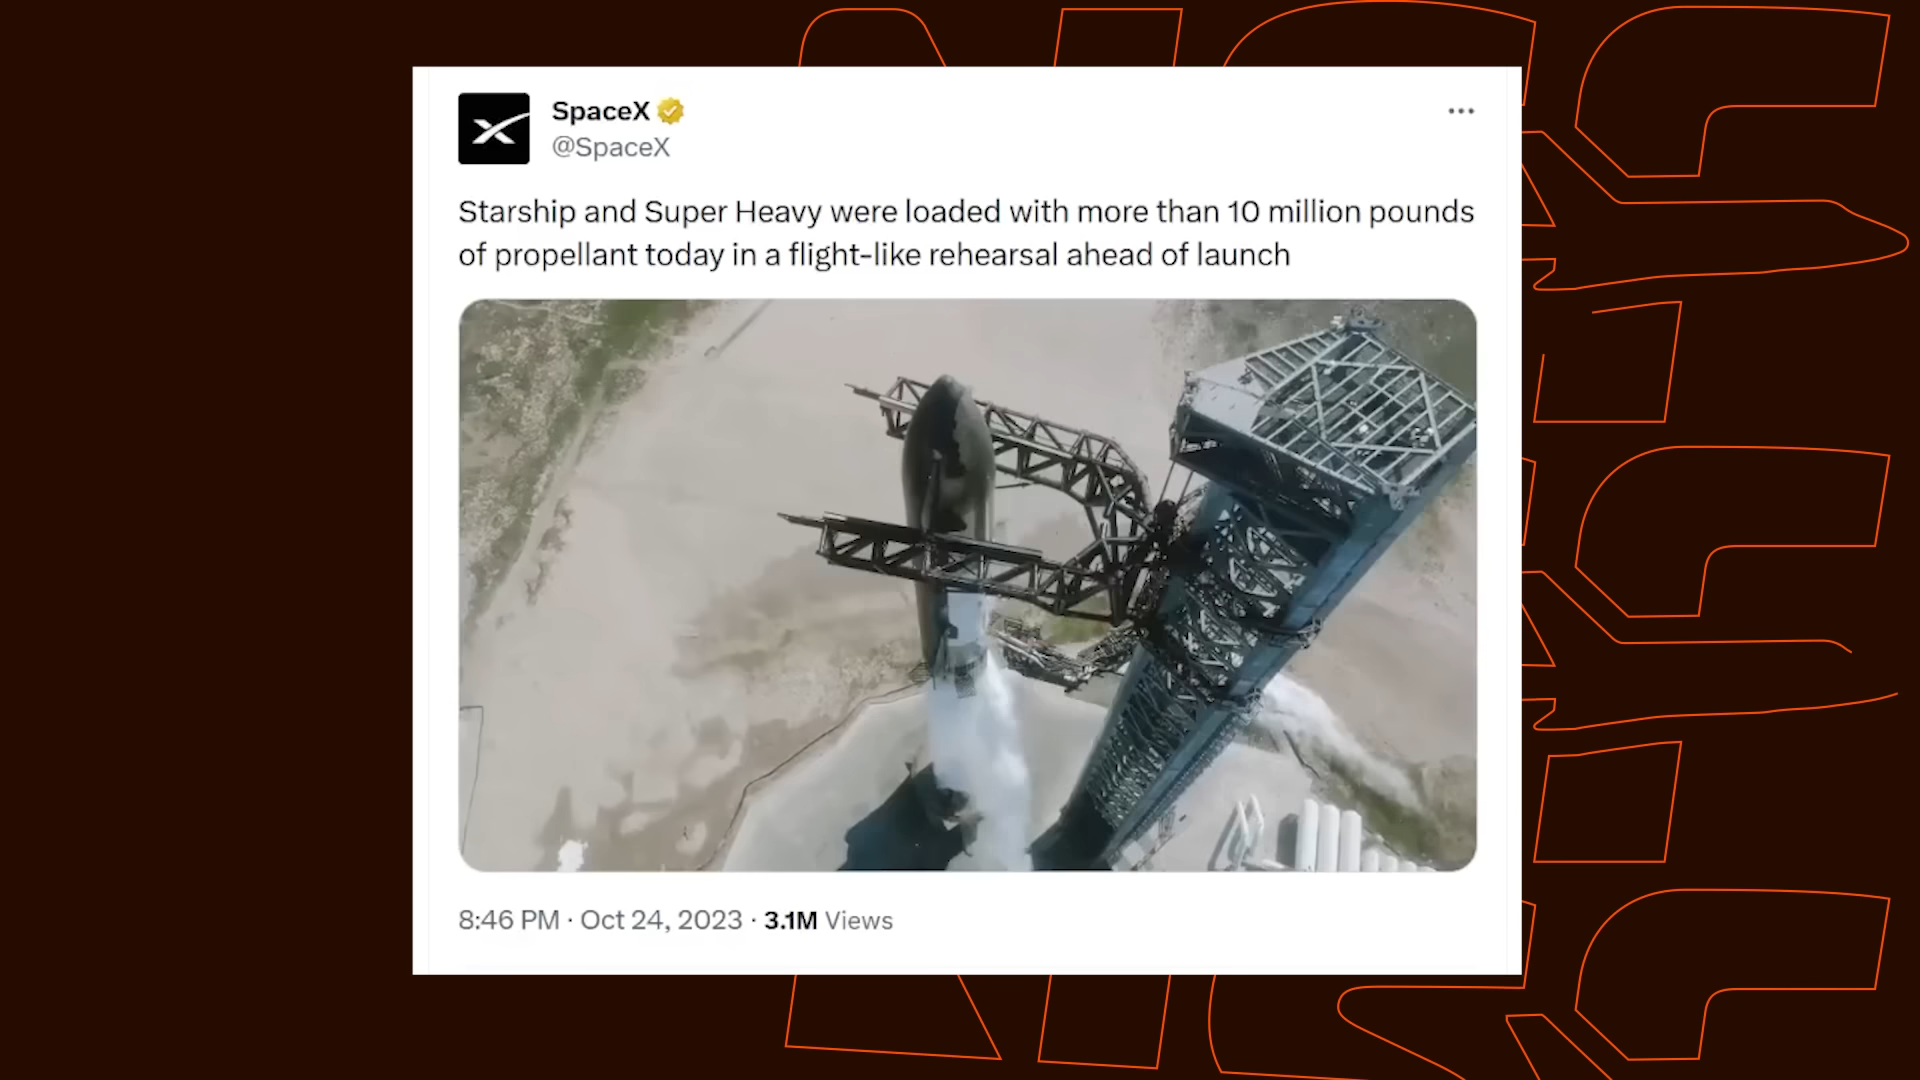 SpaceX
@SpaceX
Starship and Super Heavy were loaded with more than 10 million pounds
of propellant today in a flight-like rehearsal ahead of launch
8:46 PM · Oct 24, 2023 · 3.1M Views